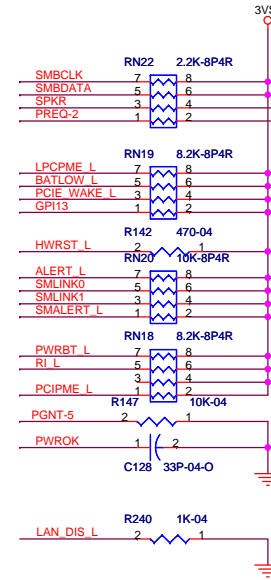 3VS
RN22 2.2K-8P4R
SMBCLK 7 8
SMBDATA 5 6
SPKR 3 4
PREQ-2 1 2
RN19 8.2K-8P4R
LPCPME_L 7 8
BATLOW_L 5 6
PCIE_WAKE_L 3 4
GPI13 1 2
R142 470-04
HWRST_L 2 1
RN20 10K-8P4R
ALERT_L 7 8
SMLINK0 5 6
SMLINK1 3 4
SMALERT_L 1 2
RN18 8.2K-8P4R
PWRBT_L 7 8
RI_L 5 6
3 4
PCIPME_L 1 2
R147 10K-04
PGNT-5 2 1
PWROK 1 2
C128 33P-04-O
R240 1K-04
LAN_DIS_L 2 1